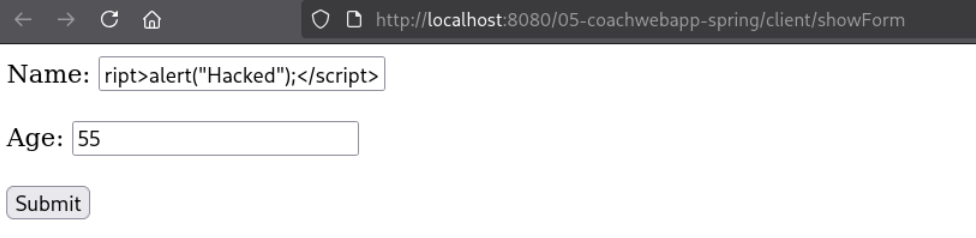 http://localhost:8080/05-coachwebapp-spring/client/showForm
Name: ript>alert("Hacked");</script>
Age: 55
Submit